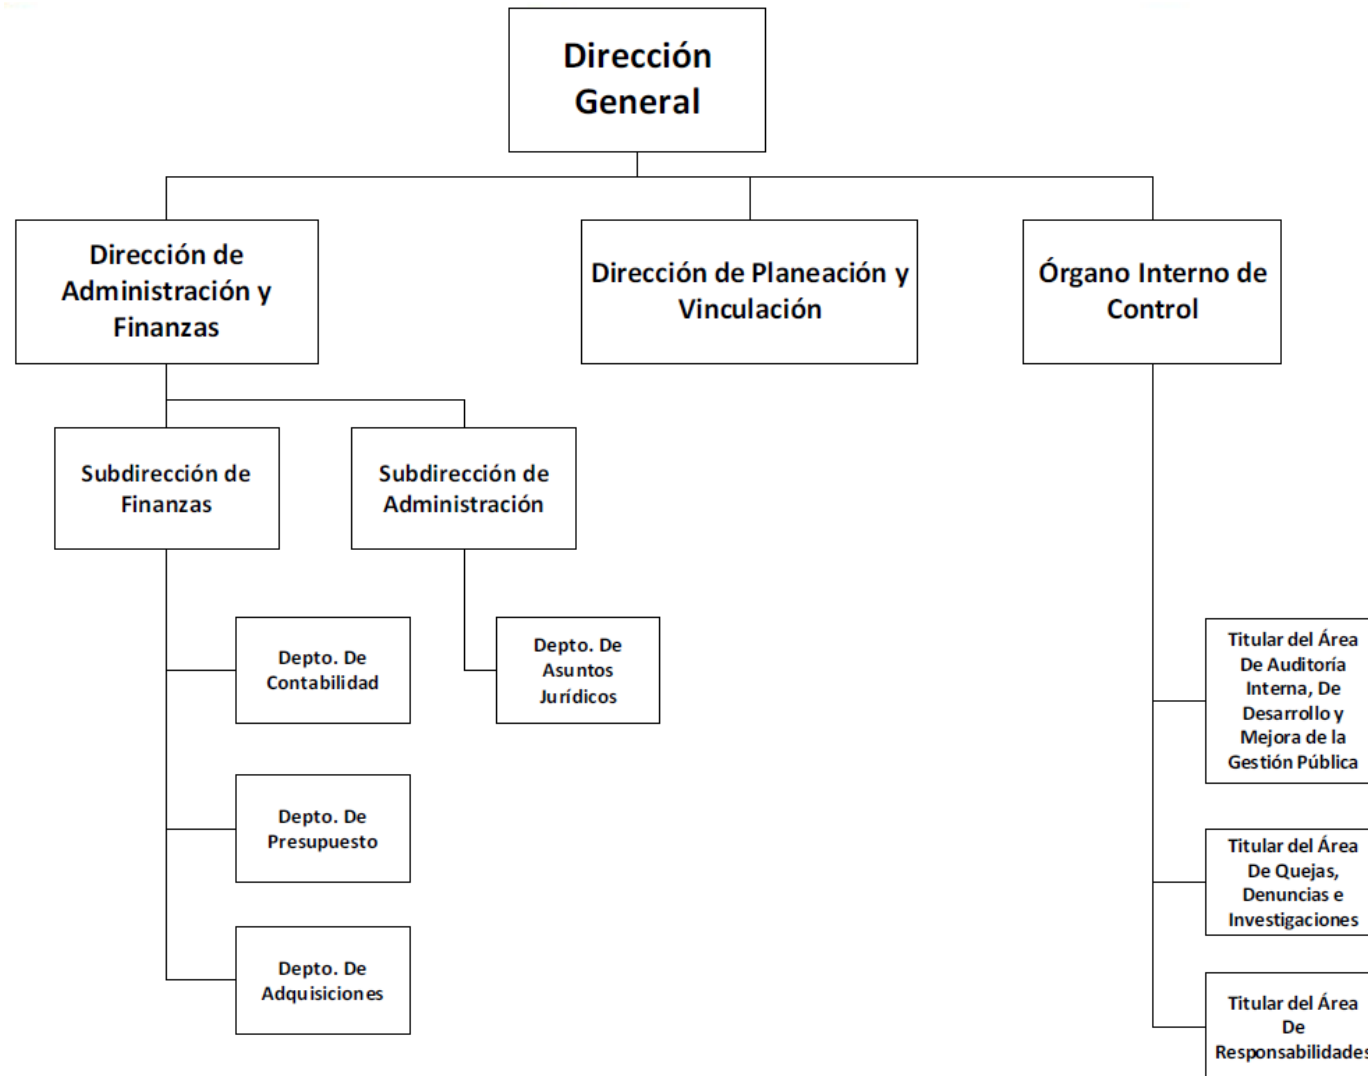 Dirección
General
Dirección de
Administración y
Finanzas
Dirección de Planeación y
Vinculación
Órgano Interno de
Control
Subdirección de
Finanzas
Subdirección de
Administración
Depto. De
Contabilidad
Depto. De
Asuntos
Jurídicos
Titular del Área
De Auditoría
Interna, De
Desarrollo y
Mejora de la
Gestión Pública
Depto. De
Presupuesto
Titular del Área
De Quejas,
Denuncias e
Investigaciones
Depto. De
Adquisiciones
Titular del Área
De
Responsabilidades